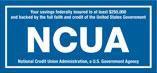 Your savings federally insured to at least $250,000
and backed by the full faith and credit of the United States Government
NCUA
National Credit Union Administration, a U.S. Government Agency